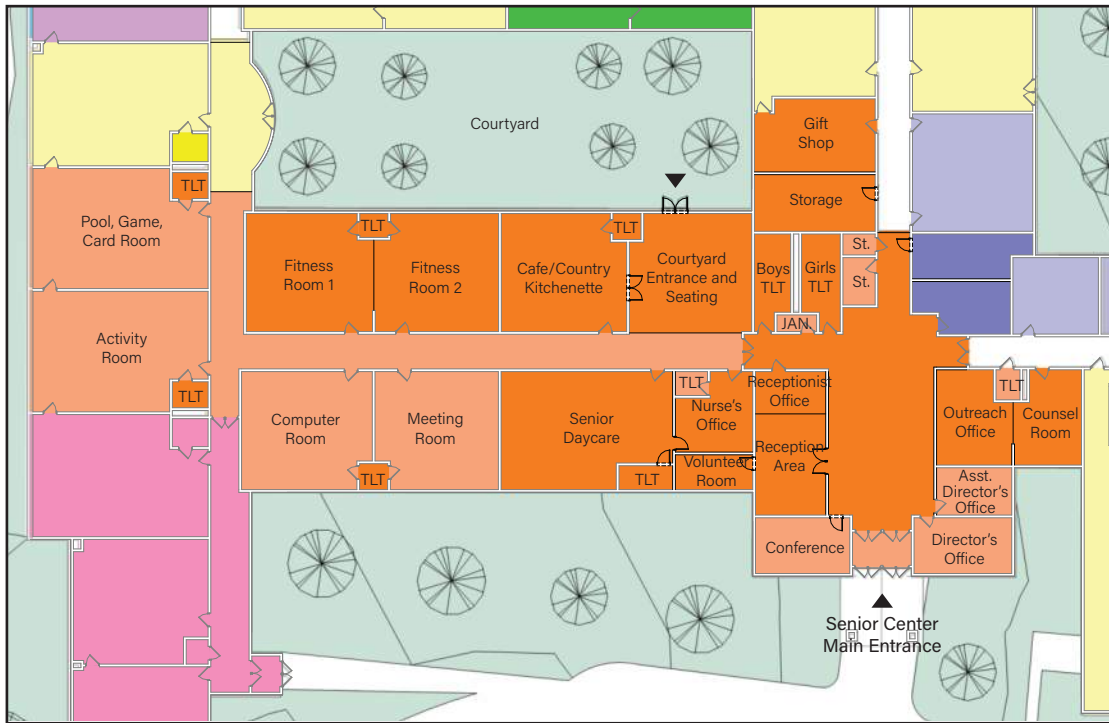 Courtyard
Gift
Shop
TLT
Storage
Pool, Game,
Card Room
TLT
TLT
St.
Fitness
Room 1
Fitness
Room 2
Cafe/Country
Kitchenette
Courtyard
Entrance and
Seating
Boys
TLT
Girls
TLT
St.
JAN.
Activity
Room
TLT
TLT
Receptionist
Office
TLT
Computer
Room
Meeting
Room
Senior
Daycare
Nurse's
Office
Outreach
Office
Counsel
Room
Reception
Area
Volunteer
Room
TLT
TLT
Asst.
Director's
Office
Conference
Director's
Office
Senior Center
Main Entrance